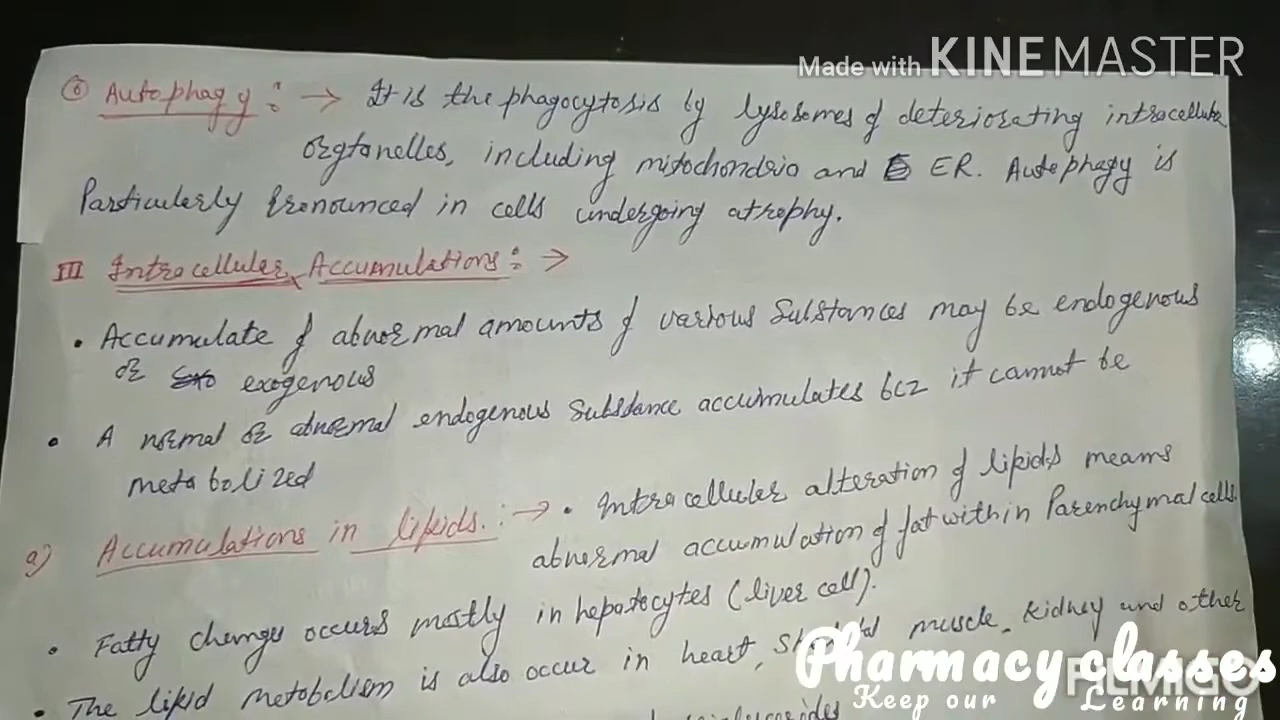 Made with KINEMASTER
⑥ Autophagy :- → It is the phagocytosis by lysosomes of deteriorating intracellular
orgtonelles, including mitochondria and ER. Autophagy is
Particularly Pronounced in cells undergoing atrophy.
III Intracellular Accumulations :- →
• Accumulate of abnormal amounts of various Substances may be endogenous
or exogenous
• A normal or abnormal endogenous Substance accumulates bcz it cannot be
metabolized
a) Accumulations in lipids. :- → • Intracellular alteration of lipids means
abnormal accumulation of fat within Parenchymal cells.
• Fatty changes occurs mostly in hepatocytes (liver cell).
• The lipid metabolism is also occur in heart, muscle, Kidney and other
Pharmacy classes
FILMIGO
Keep our Learning